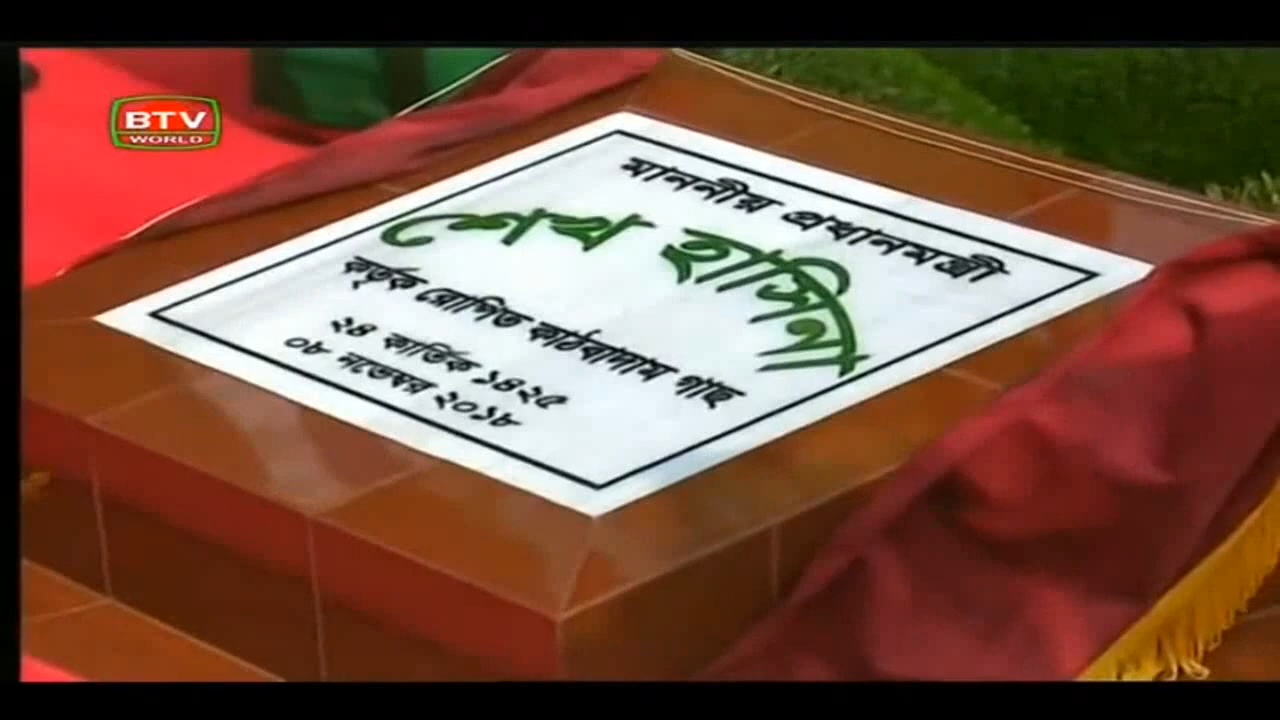 BTV
WORLD
মাননীয় প্রধানমন্ত্রী
শেখ হাসিনা
কর্তৃক রোপিত কাঠবাদাম গাছ
২৪ কার্তিক ১৪২৫
০৮ নভেম্বর ২০১৮